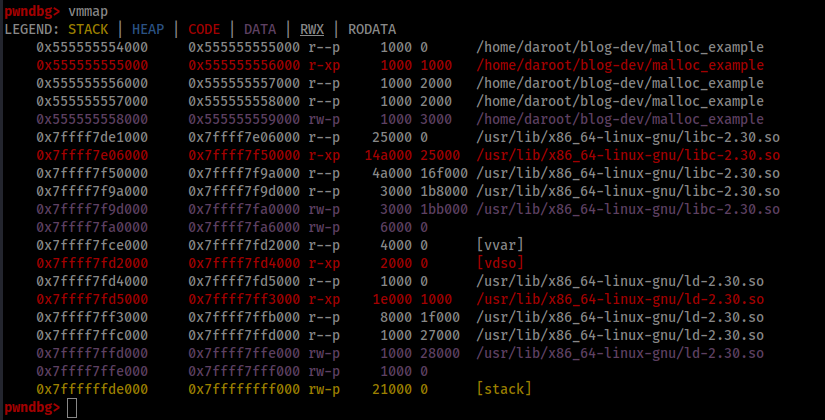 pwndbg> vmmap
LEGEND: STACK | HEAP | CODE | DATA | RWX | RODATA
0x555555554000 0x555555555000 r--p 1000 0 /home/daroot/blog-dev/malloc_example
0x555555555000 0x555555556000 r-xp 1000 1000 /home/daroot/blog-dev/malloc_example
0x555555556000 0x555555557000 r--p 1000 2000 /home/daroot/blog-dev/malloc_example
0x555555557000 0x555555558000 r--p 1000 2000 /home/daroot/blog-dev/malloc_example
0x555555558000 0x555555559000 rw-p 1000 3000 /home/daroot/blog-dev/malloc_example
0x7ffff7de1000 0x7ffff7e06000 r--p 25000 0 /usr/lib/x86_64-linux-gnu/libc-2.30.so
0x7ffff7e06000 0x7ffff7f50000 r-xp 14a000 25000 /usr/lib/x86_64-linux-gnu/libc-2.30.so
0x7ffff7f50000 0x7ffff7f9a000 r--p 4a000 16f000 /usr/lib/x86_64-linux-gnu/libc-2.30.so
0x7ffff7f9a000 0x7ffff7f9d000 r--p 3000 1b8000 /usr/lib/x86_64-linux-gnu/libc-2.30.so
0x7ffff7f9d000 0x7ffff7fa0000 rw-p 3000 1bb000 /usr/lib/x86_64-linux-gnu/libc-2.30.so
0x7ffff7fa0000 0x7ffff7fa6000 rw-p 6000 0
0x7ffff7fce000 0x7ffff7fd2000 r--p 4000 0 [vvar]
0x7ffff7fd2000 0x7ffff7fd4000 r-xp 2000 0 [vdso]
0x7ffff7fd4000 0x7ffff7fd5000 r--p 1000 0 /usr/lib/x86_64-linux-gnu/ld-2.30.so
0x7ffff7fd5000 0x7ffff7ff3000 r-xp 1e000 1000 /usr/lib/x86_64-linux-gnu/ld-2.30.so
0x7ffff7ff3000 0x7ffff7ffb000 r--p 8000 1f000 /usr/lib/x86_64-linux-gnu/ld-2.30.so
0x7ffff7ffc000 0x7ffff7ffd000 r--p 1000 27000 /usr/lib/x86_64-linux-gnu/ld-2.30.so
0x7ffff7ffd000 0x7ffff7ffe000 rw-p 1000 28000 /usr/lib/x86_64-linux-gnu/ld-2.30.so
0x7ffff7ffe000 0x7ffff7fff000 rw-p 1000 0
0x7ffffffde000 0x7ffffffff000 rw-p 21000 0 [stack]
pwndbg>